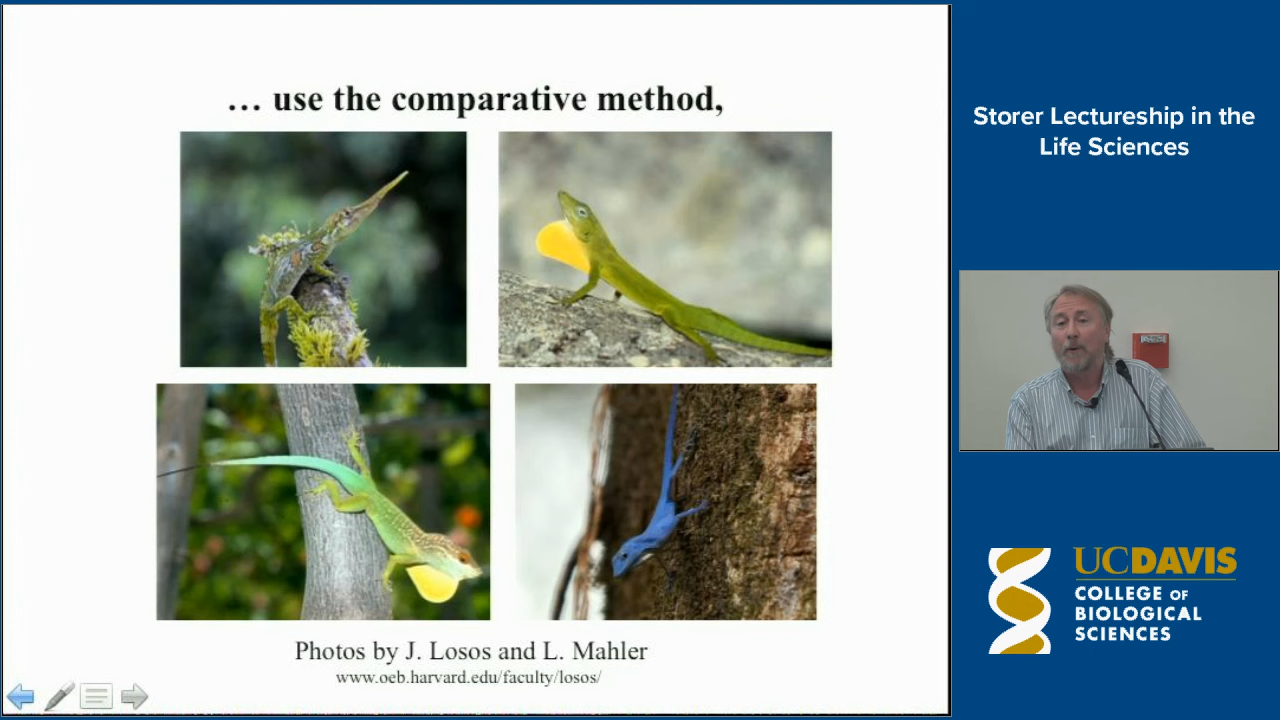 … use the comparative method,
Photos by J. Losos and L. Mahler
www.oeb.harvard.edu/faculty/losos/
Storer Lectureship in the
Life Sciences
UCDAVIS
COLLEGE OF
BIOLOGICAL
SCIENCES